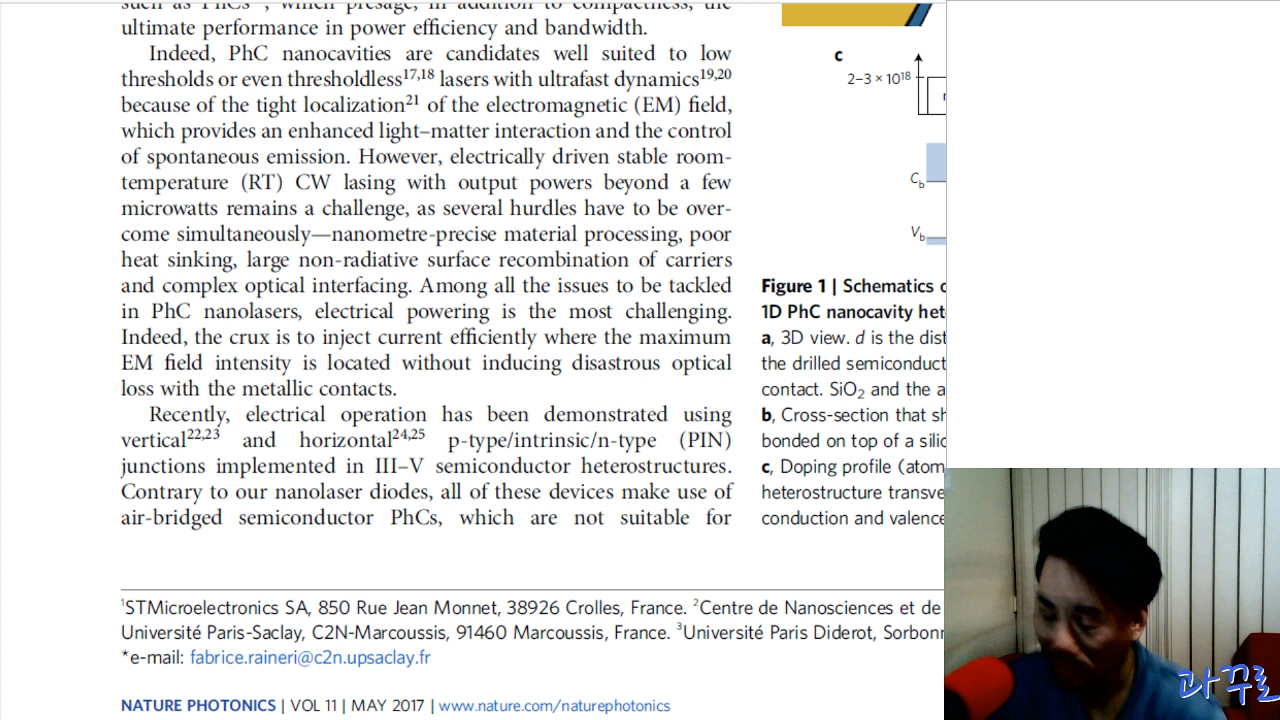 ultimate performance in power efficiency and bandwidth.
Indeed, PhC nanocavities are candidates well suited to low
thresholds or even thresholdless17,18 lasers with ultrafast dynamics19,20
because of the tight localization21 of the electromagnetic (EM) field,
which provides an enhanced light–matter interaction and the control
of spontaneous emission. However, electrically driven stable room-
temperature (RT) CW lasing with output powers beyond a few
microwatts remains a challenge, as several hurdles have to be over-
come simultaneously—nanometre-precise material processing, poor
heat sinking, large non-radiative surface recombination of carriers
and complex optical interfacing. Among all the issues to be tackled
in PhC nanolasers, electrical powering is the most challenging.
Indeed, the crux is to inject current efficiently where the maximum
EM field intensity is located without inducing disastrous optical
loss with the metallic contacts.
Recently, electrical operation has been demonstrated using
vertical22,23 and horizontal24,25 p-type/intrinsic/n-type (PIN)
junctions implemented in III–V semiconductor heterostructures.
Contrary to our nanolaser diodes, all of these devices make use of
air-bridged semiconductor PhCs, which are not suitable for
c
2–3 × 1018
Cb
Vb
Figure 1 | Schematics
1D PhC nanocavity het
a, 3D view. d is the dist
the drilled semiconduct
contact. SiO2 and the a
b, Cross-section that sh
bonded on top of a silic
c, Doping profile (atom
heterostructure transve
conduction and valence
1STMicroelectronics SA, 850 Rue Jean Monnet, 38926 Crolles, France. 2Centre de Nanosciences et de
Université Paris-Saclay, C2N-Marcoussis, 91460 Marcoussis, France. 3Université Paris Diderot, Sorbonn
*e-mail: fabrice.raineri@c2n.upsaclay.fr
NATURE PHOTONICS | VOL 11 | MAY 2017 | www.nature.com/naturephotonics
과꾸로